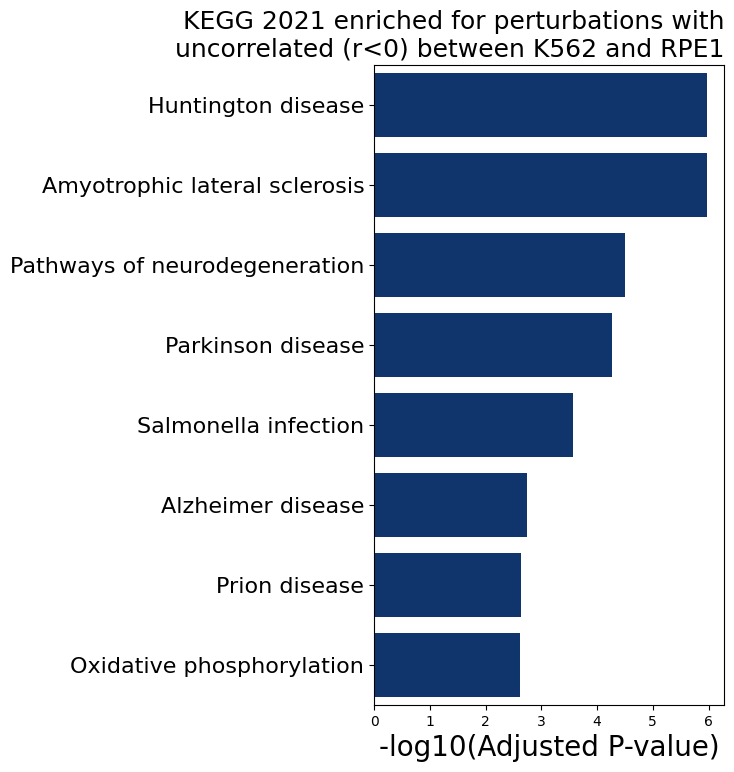 KEGG 2021 enriched for perturbations with
uncorrelated (r<0) between K562 and RPE1
Huntington disease
Amyotrophic lateral sclerosis
Pathways of neurodegeneration
Parkinson disease
Salmonella infection
Alzheimer disease
Prion disease
Oxidative phosphorylation
0 1 2 3 4 5 6
-log10(Adjusted P-value)